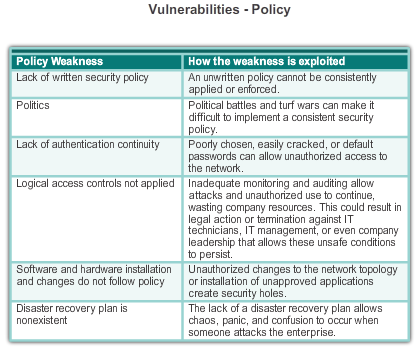 Vulnerabilities - Policy
Policy Weakness
How the weakness is exploited
Lack of written security policy
An unwritten policy cannot be consistently
applied or enforced.
Politics
Political battles and turf wars can make it
difficult to implement a consistent security
policy.
Lack of authentication continuity
Poorly chosen, easily cracked, or default
passwords can allow unauthorized access to
the network.
Logical access controls not applied
Inadequate monitoring and auditing allow
attacks and unauthorized use to continue,
wasting company resources. This could result in
legal action or termination against IT
technicians, IT management, or even company
leadership that allows these unsafe conditions
to persist.
Software and hardware installation
and changes do not follow policy
Unauthorized changes to the network topology
or installation of unapproved applications
create security holes.
Disaster recovery plan is
nonexistent
The lack of a disaster recovery plan allows
chaos, panic, and confusion to occur when
someone attacks the enterprise.